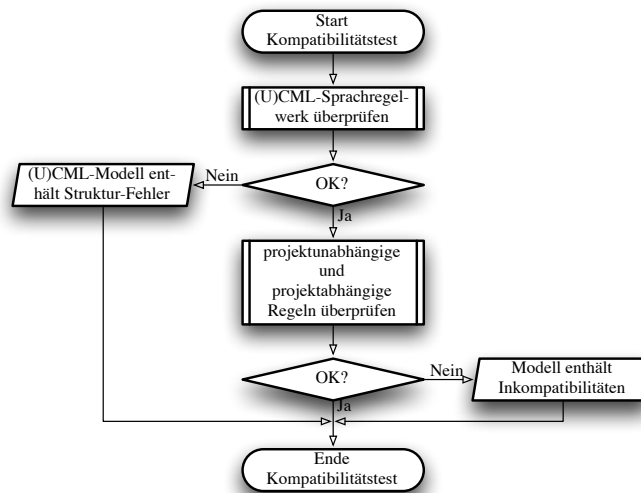 Start
Kompatibilitätstest
(U)CML-Sprachregel-
werk überprüfen
(U)CML-Modell ent-
hält Struktur-Fehler
Nein
OK?
Ja
projektunabhängige
und
projektabhängige
Regeln überprüfen
OK?
Nein
Modell enthält
Inkompatibilitäten
Ja
Ende
Kompatibilitätstest